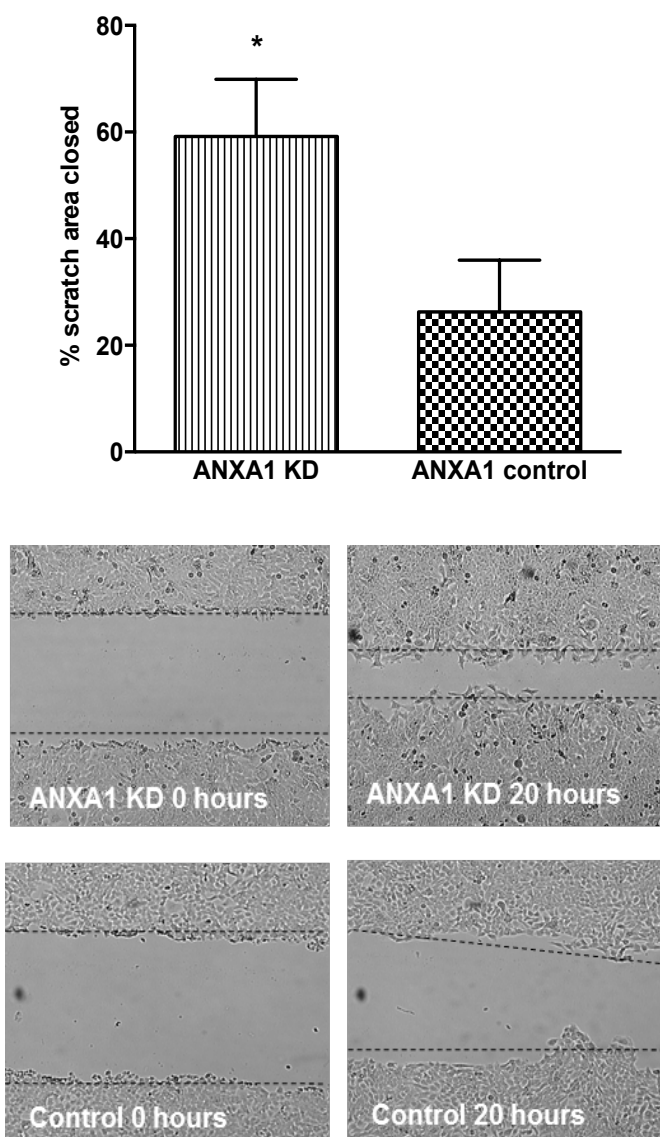 80
*
60
40
20
0
% scratch area closed
ANXA1 KD
ANXA1 control
ANXA1 KD 0 hours
ANXA1 KD 20 hours
Control 0 hours
Control 20 hours